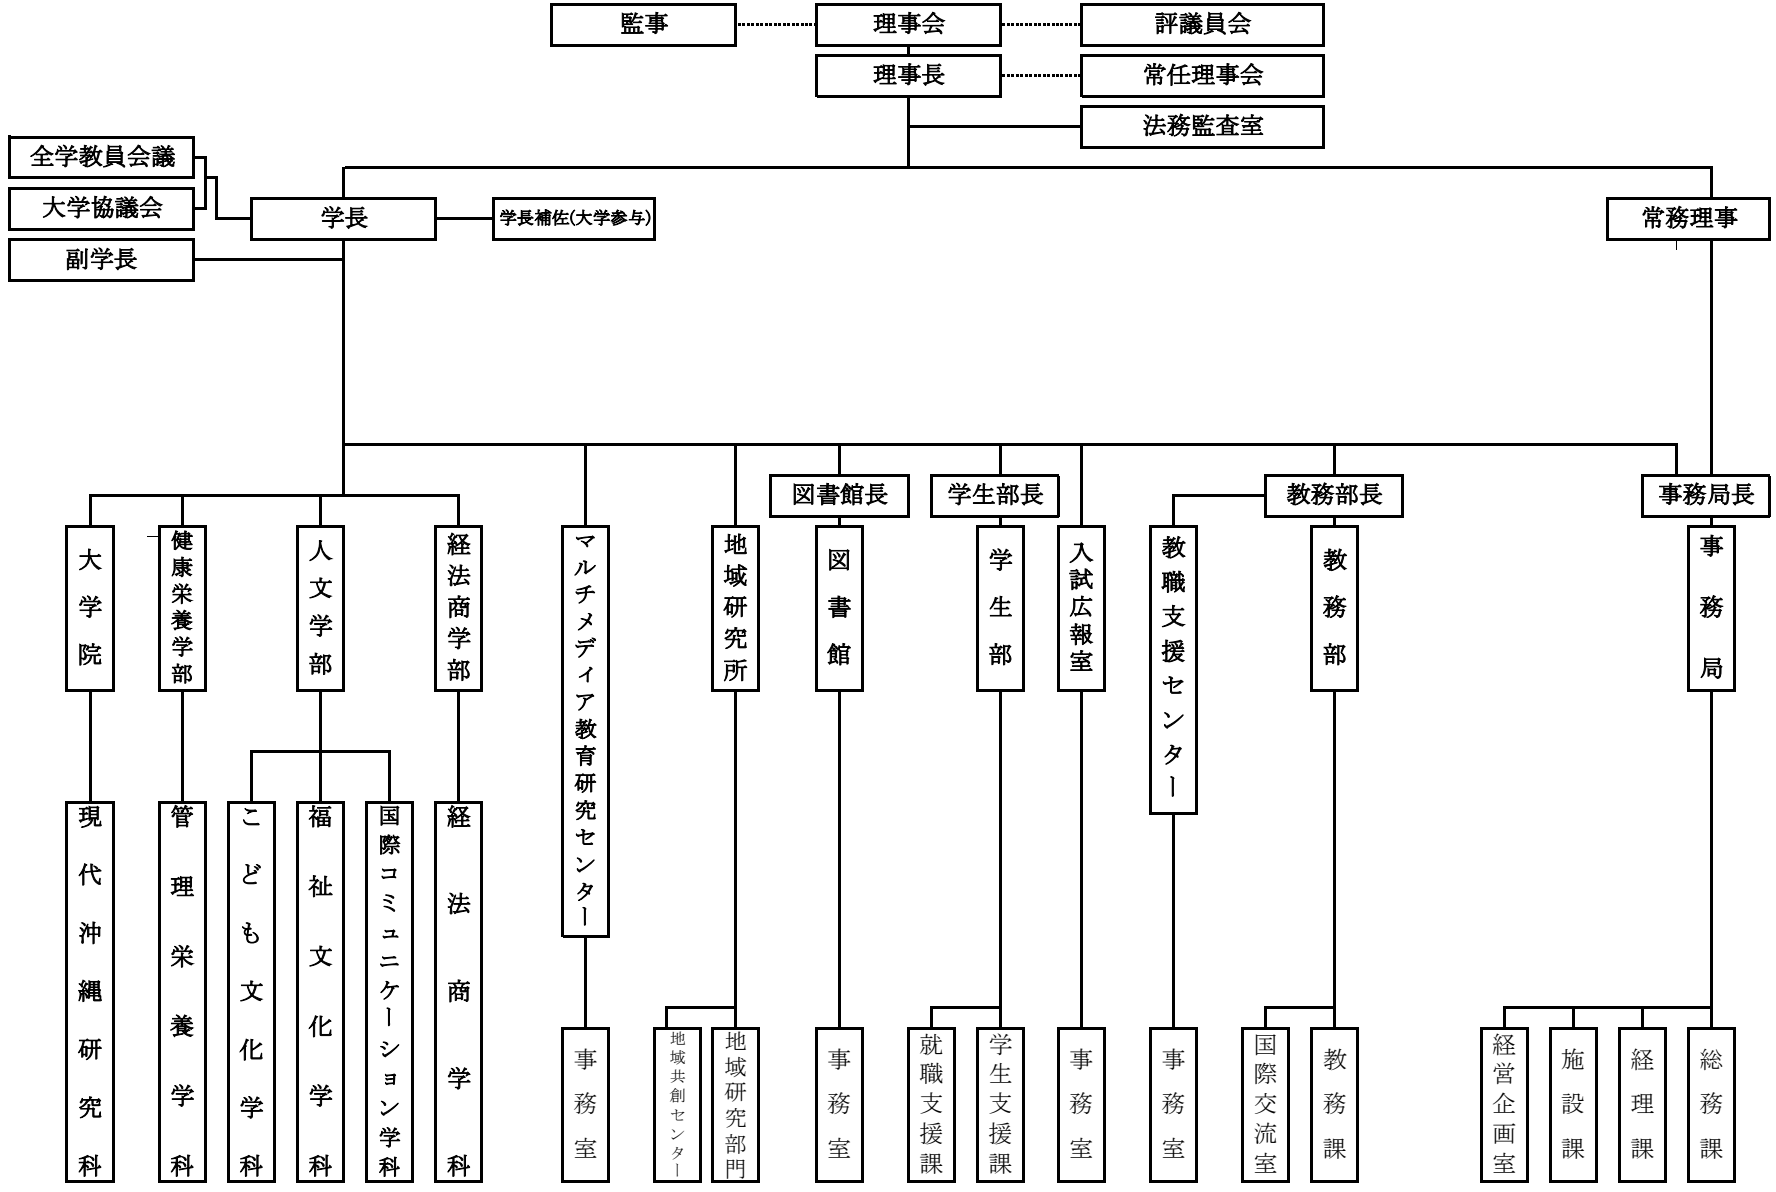 監事
理事会
評議員会
理事長
常任理事会
法務監査室
全学教員会議
大学協議会
学長
学長補佐(大学参与)
常務理事
副学長
図書館長
学生部長
教務部長
事務局長
大学院
健康栄養学部
人文学部
経法商学部
マルチメディア教育研究センター
地域研究所
図書館
学生部
入試広報室
教職支援センター
教務部
事務局
現代沖縄研究科
管理栄養学科
こども文化学科
福祉文化学科
国際コミュニケーション学科
経法商学科
事務室
地域共創センター
地域研究部門
事務室
就職支援課
学生支援課
事務室
事務室
国際交流室
教務課
経営企画室
施設課
経理課
総務課